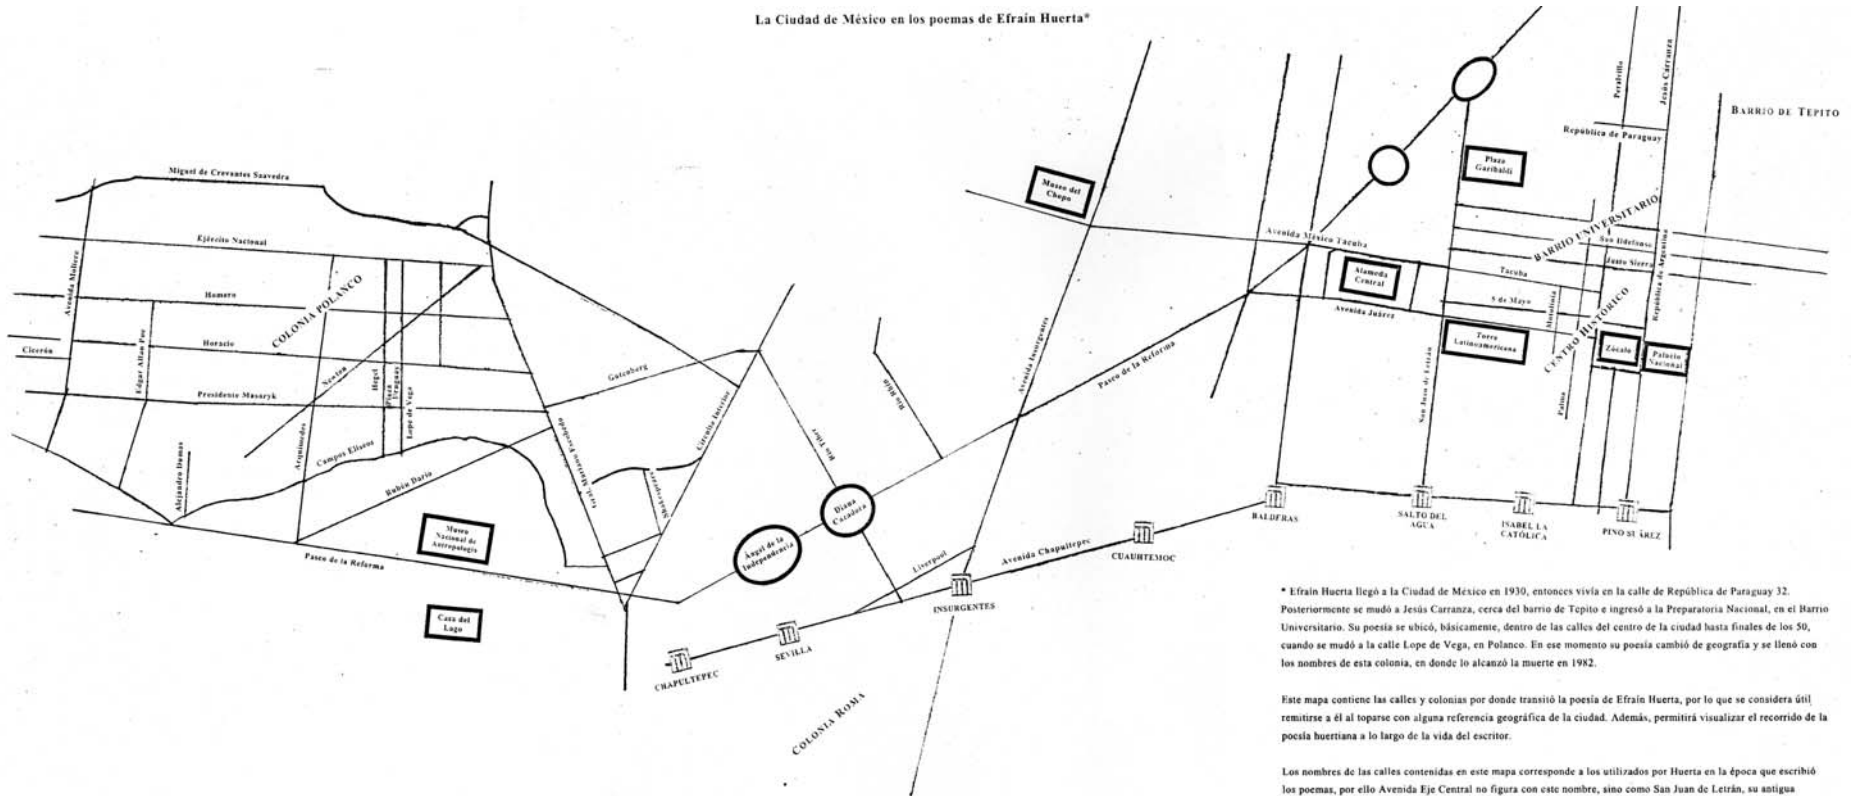 La Ciudad de México en los poemas de Efraín Huerta*
BARRIO DE TEPITO
Peralvillo
Jesús Carranza
República de Paraguay
Plaza
Garibaldi
Museo del
Chopo
Miguel de Crevantes Saavedra
Ejército Nacional
Avenida Moliere
Homero
COLONIA POLANCO
Horacio
Cicerón
Edgar Allan Poe
Newton
Hegel
Plaza
Uruguay
Lope de Vega
Presidente Masaryk
Arquímedes
Campos Elíseos
Alejandro Dumas
Rubén Darío
Gutenberg
Gral. Mariano Escobedo
Circuito Interior
Shakespeare
Río Tiber
Río Rhin
Avenida Insurgentes
Paseo de la Reforma
Avenida México Tacuba
Alameda
Central
Avenida Juárez
BARRIO UNIVERSITARIO
San Ildefonso
Justo Sierra
República de Argentina
Tacuba
5 de Mayo
Motolinía
CENTRO HISTÓRICO
Torre
Latinoamericana
Zócalo
Palacio
Nacional
Palma
San Juan de Letrán
Museo
Nacional de
Antropología
Paseo de la Reforma
Casa del
Lago
Ángel de la
Independencia
Diana
Cazadora
Liverpool
Avenida Chapultepec
CHAPULTEPEC
SEVILLA
INSURGENTES
CUAUHTEMOC
BALDERAS
SALTO DEL
AGUA
ISABEL LA
CATÓLICA
PINO SUÁREZ
COLONIA ROMA
* Efraín Huerta llegó a la Ciudad de México en 1930, entonces vivía en la calle de República de Paraguay 32.
Posteriormente se mudó a Jesús Carranza, cerca del barrio de Tepito e ingresó a la Preparatoria Nacional, en el Barrio
Universitario. Su poesía se ubicó, básicamente, dentro de las calles del centro de la ciudad hasta finales de los 50,
cuando se mudó a la calle Lope de Vega, en Polanco. En ese momento su poesía cambió de geografía y se llenó con
los nombres de esta colonia, en donde lo alcanzó la muerte en 1982.
Este mapa contiene las calles y colonias por donde transitó la poesía de Efraín Huerta, por lo que se considera útil
remitirse a él al toparse con alguna referencia geográfica de la ciudad. Además, permitirá visualizar el recorrido de la
poesía huertiana a lo largo de la vida del escritor.
Los nombres de las calles contenidas en este mapa corresponde a los utilizados por Huerta en la época que escribió
los poemas, por ello Avenida Eje Central no figura con este nombre, sino como San Juan de Letrán, su antigua